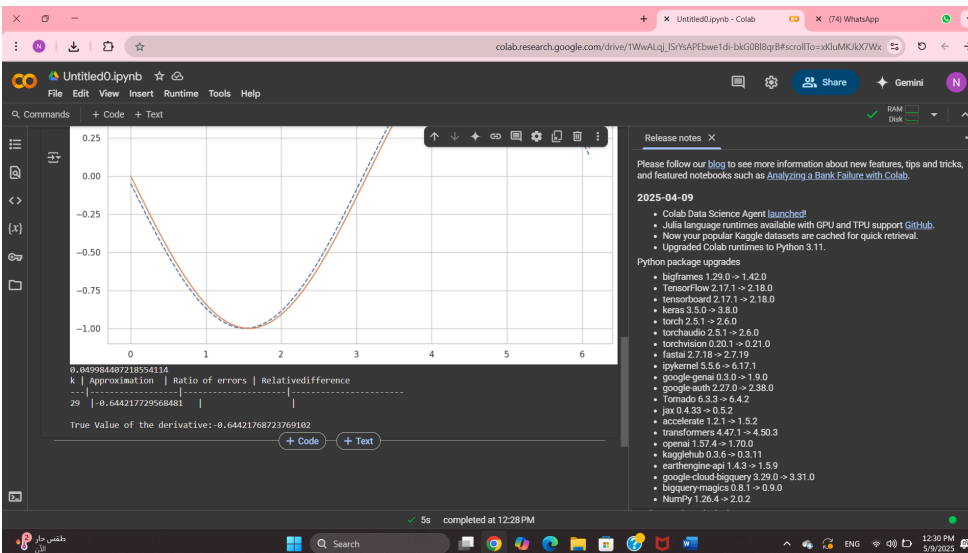 Untitled0.ipynb - Colab
(74) WhatsApp
N
colab.research.google.com/drive/1WwALqj_lSrYsAPEbwe1di-bkG0Bl8qrB#scrollTo=xKluMKJkX7Wx
CO
Untitled0.ipynb
File Edit View Insert Runtime Tools Help
Share
Gemini
N
Commands + Code + Text
RAM
Disk
Release notes
Please follow our blog to see more information about new features, tips and tricks,
and featured notebooks such as Analyzing a Bank Failure with Colab.
2025-04-09
Colab Data Science Agent launched!
Julia language runtimes available with GPU and TPU support GitHub.
Now your popular Kaggle datasets are cached for quick retrieval.
Upgraded Colab runtimes to Python 3.11.
Python package upgrades
bigframes 1.29.0 -> 1.42.0
TensorFlow 2.17.1 -> 2.18.0
tensorboard 2.17.1 -> 2.18.0
keras 3.5.0 -> 3.8.0
torch 2.5.1 -> 2.6.0
torchaudio 2.5.1 -> 2.6.0
torchvision 0.20.1 -> 0.21.0
fastai 2.7.18 -> 2.7.19
ipykernel 5.5.6 -> 6.17.1
google-genai 0.3.0 -> 1.9.0
google-auth 2.27.0 -> 2.38.0
Tornado 6.3.3 -> 6.4.2
jax 0.4.33 -> 0.5.2
accelerate 1.2.1 -> 1.5.2
transformers 4.47.1 -> 4.50.3
openai 1.57.4 -> 1.70.0
kagglehub 0.3.6 -> 0.3.11
earthengine-api 1.4.3 -> 1.5.9
google-cloud-bigquery 3.29.0 -> 3.31.0
bigquery-magics 0.8.1 -> 0.9.0
NumPy 1.26.4 -> 2.0.2
0.25
0.00
−0.25
−0.50
−0.75
−1.00
0 1 2 3 4 5 6
0.049984407218554114
k | Approximation | Ratio of errors | Relativedifference
29 |-0.644217729568481 | |
True Value of the derivative:-0.64421768723769102
+ Code + Text
{x}
5s completed at 12:28 PM
طقس حار
الآن
2
Search
ENG
12:30 PM
5/9/2025